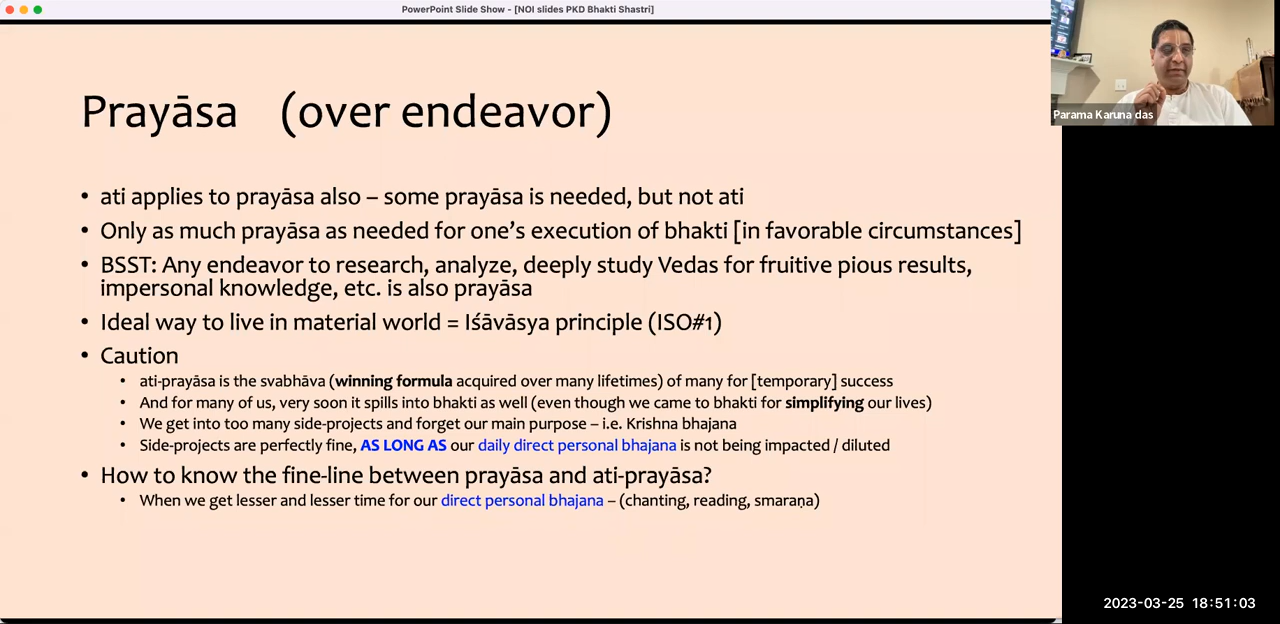 PowerPoint Slide Show - [NOI slides PKD Bhakti Shastri]
Prayāsa (over endeavor)
• ati applies to prayāsa also – some prayāsa is needed, but not ati
• Only as much prayāsa as needed for one’s execution of bhakti [in favorable circumstances]
• BSST: Any endeavor to research, analyze, deeply study Vedas for fruitive pious results,
impersonal knowledge, etc. is also prayāsa
• Ideal way to live in material world = Iśāvāsya principle (ISO#1)
• Caution
• ati-prayāsa is the svabhāva (winning formula acquired over many lifetimes) of many for [temporary] success
• And for many of us, very soon it spills into bhakti as well (even though we came to bhakti for simplifying our lives)
• We get into too many side-projects and forget our main purpose – i.e. Krishna bhajana
• Side-projects are perfectly fine, AS LONG AS our daily direct personal bhajana is not being impacted / diluted
• How to know the fine-line between prayāsa and ati-prayāsa?
• When we get lesser and lesser time for our direct personal bhajana – (chanting, reading, smaraṇa)
Parama Karuna das
2023-03-25 18:51:03